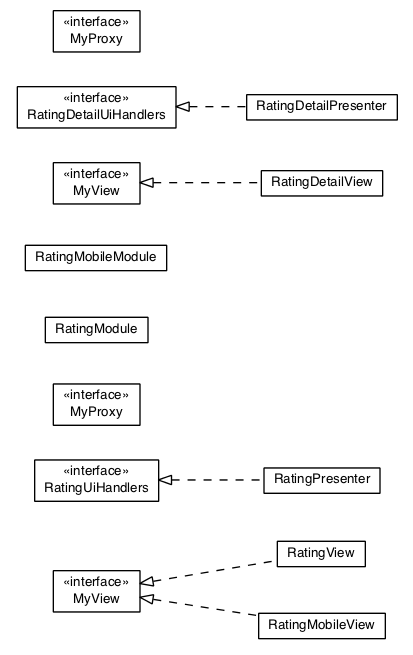 «interface»
MyProxy
«interface»
RatingDetailUiHandlers
RatingDetailPresenter
«interface»
MyView
RatingDetailView
RatingMobileModule
RatingModule
«interface»
MyProxy
«interface»
RatingUiHandlers
RatingPresenter
RatingView
«interface»
MyView
RatingMobileView